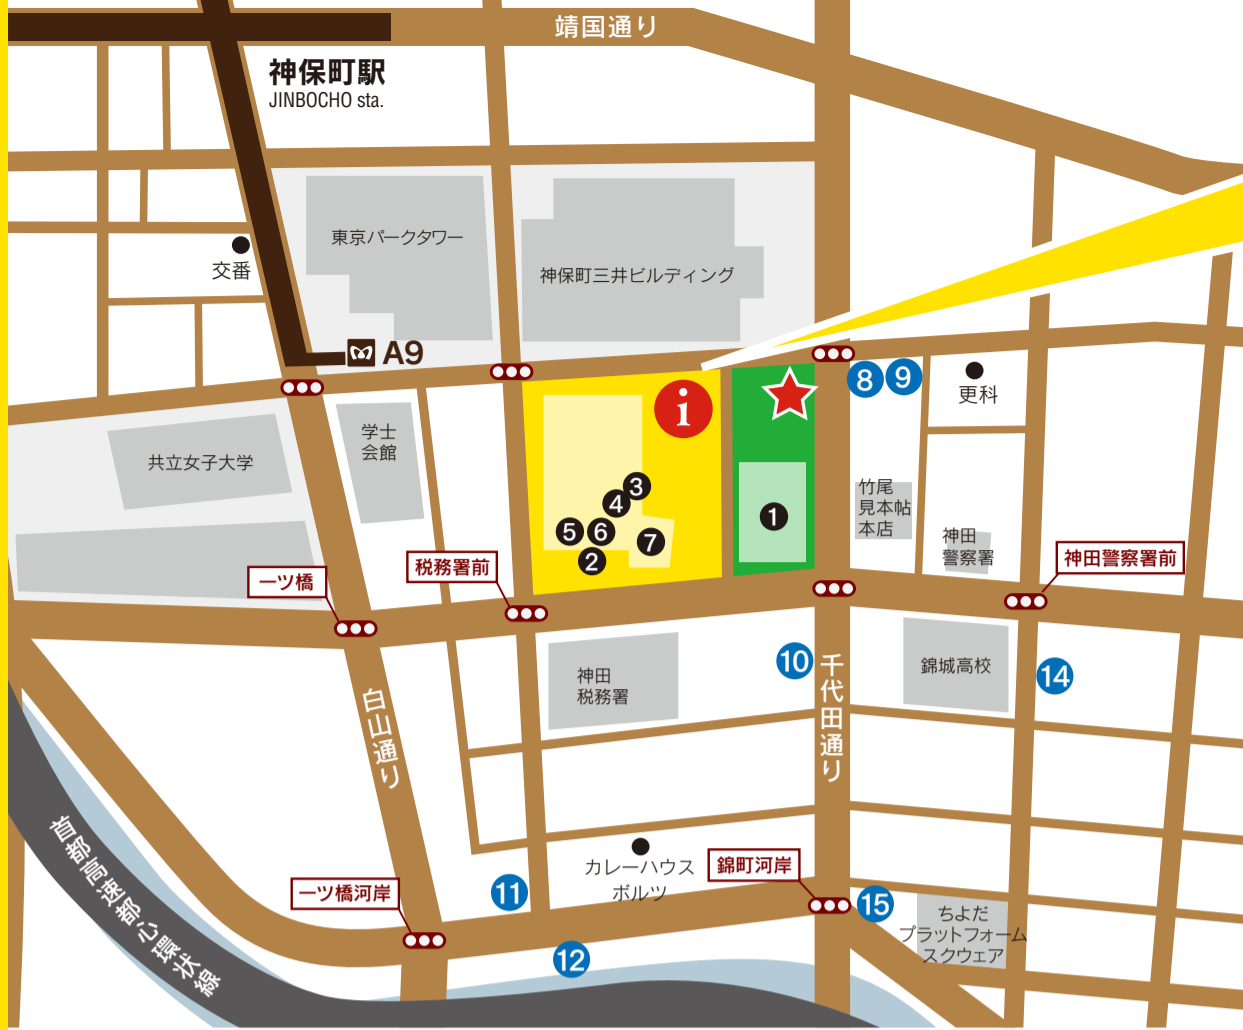 靖国通り
神保町駅
JINBOCHO sta.
東京パークタワー
神保町三井ビルディング
交番
A9
8
9
更科
i
学士
会館
共立女子大学
3
4
5
6
7
2
1
竹尾
見本帖
本店
神田
警察署
神田警察署前
税務署前
一ツ橋
10
千代田通り
錦城高校
14
神田
税務署
白山通り
首都高速都心環状線
カレーハウス
ボルツ
錦町河岸
一ツ橋河岸
11
15
12
ちよだ
プラットフォーム
スクウェア